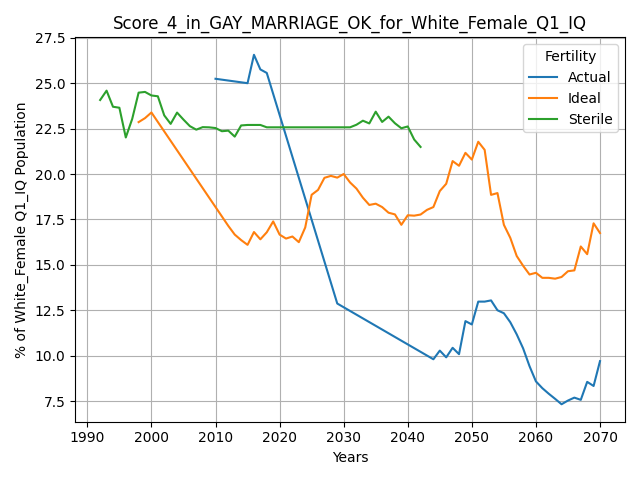 Score_4_in_GAY_MARRIAGE_OK_for_White_Female_Q1_IQ
27.5
25.0
22.5
20.0
17.5
15.0
12.5
10.0
7.5
% of White_Female Q1_IQ Population
Fertility
Actual
Ideal
Sterile
1990 2000 2010 2020 2030 2040 2050 2060 2070
Years